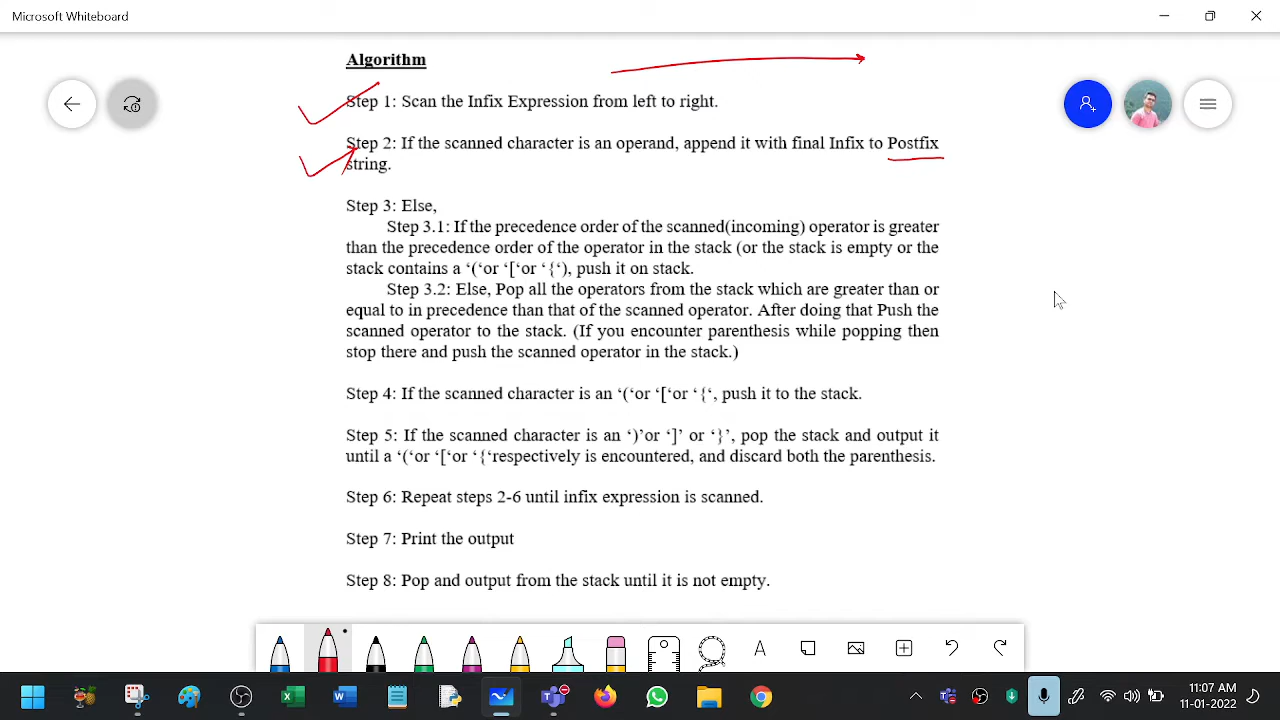 Microsoft Whiteboard
Algorithm
Step 1: Scan the Infix Expression from left to right.
Step 2: If the scanned character is an operand, append it with final Infix to Postfix
string.
Step 3: Else,
Step 3.1: If the precedence order of the scanned(incoming) operator is greater
than the precedence order of the operator in the stack (or the stack is empty or the
stack contains a ‘(‘or ‘[‘or ‘{‘), push it on stack.
Step 3.2: Else, Pop all the operators from the stack which are greater than or
equal to in precedence than that of the scanned operator. After doing that Push the
scanned operator to the stack. (If you encounter parenthesis while popping then
stop there and push the scanned operator in the stack.)
Step 4: If the scanned character is an ‘(‘or ‘[‘or ‘{‘, push it to the stack.
Step 5: If the scanned character is an ‘)’or ‘]’ or ‘}’, pop the stack and output it
until a ‘(‘or ‘[‘or ‘{‘respectively is encountered, and discard both the parenthesis.
Step 6: Repeat steps 2-6 until infix expression is scanned.
Step 7: Print the output
Step 8: Pop and output from the stack until it is not empty.
A
11:07 AM
11-01-2022